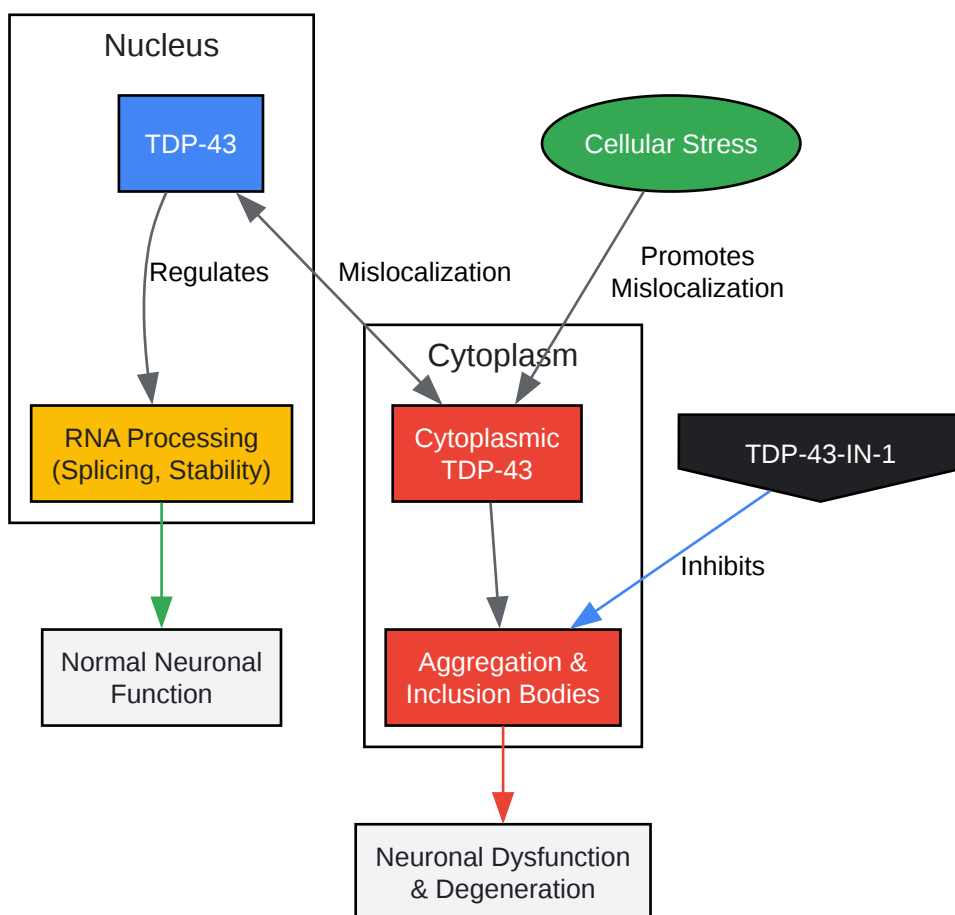 Nucleus
TDP-43
Cellular Stress
Regulates
Mislocalization
Promotes
Mislocalization
Cytoplasm
RNA Processing
(Splicing, Stability)
Cytoplasmic
TDP-43
TDP-43-IN-1
Inhibits
Normal Neuronal
Function
Aggregation &
Inclusion Bodies
Neuronal Dysfunction
& Degeneration